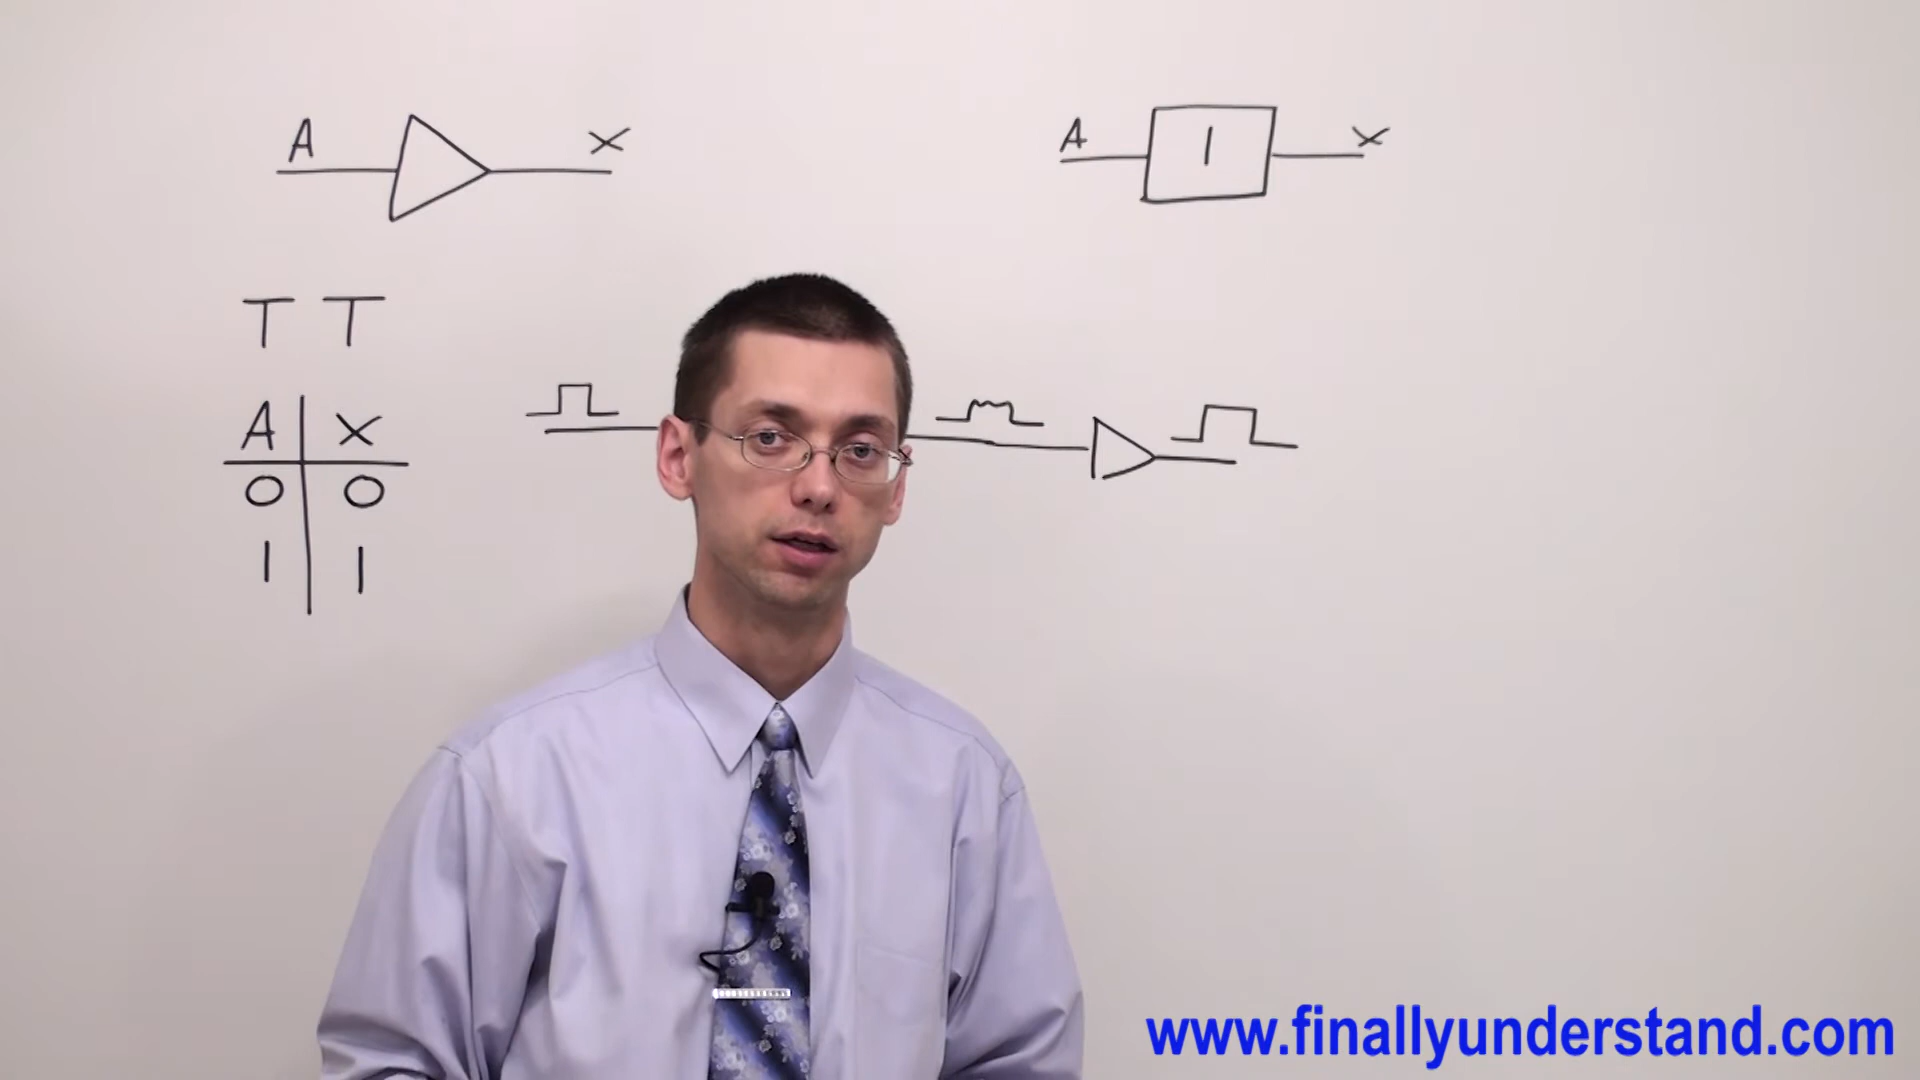 A X
A 1 X
T T
A X
0 0
1 1
www.finallyunderstand.com